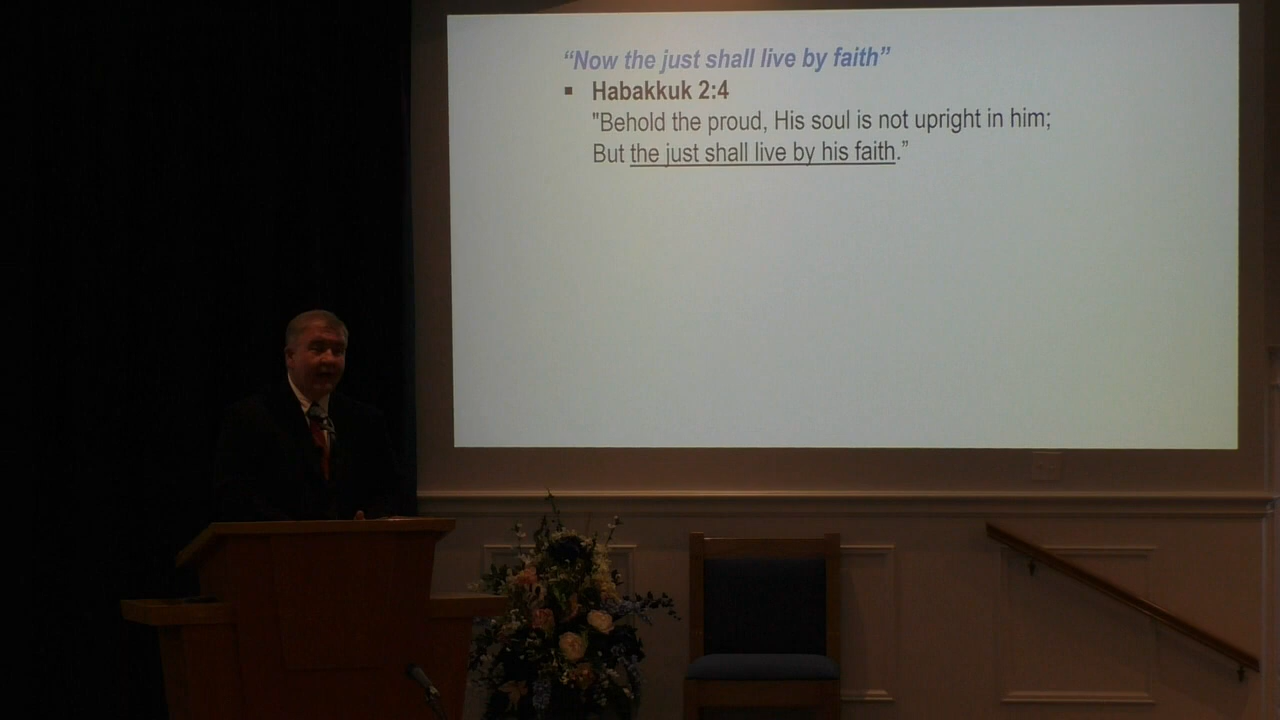 “Now the just shall live by faith”
▪ Habakkuk 2:4
"Behold the proud, His soul is not upright in him;
But the just shall live by his faith.”